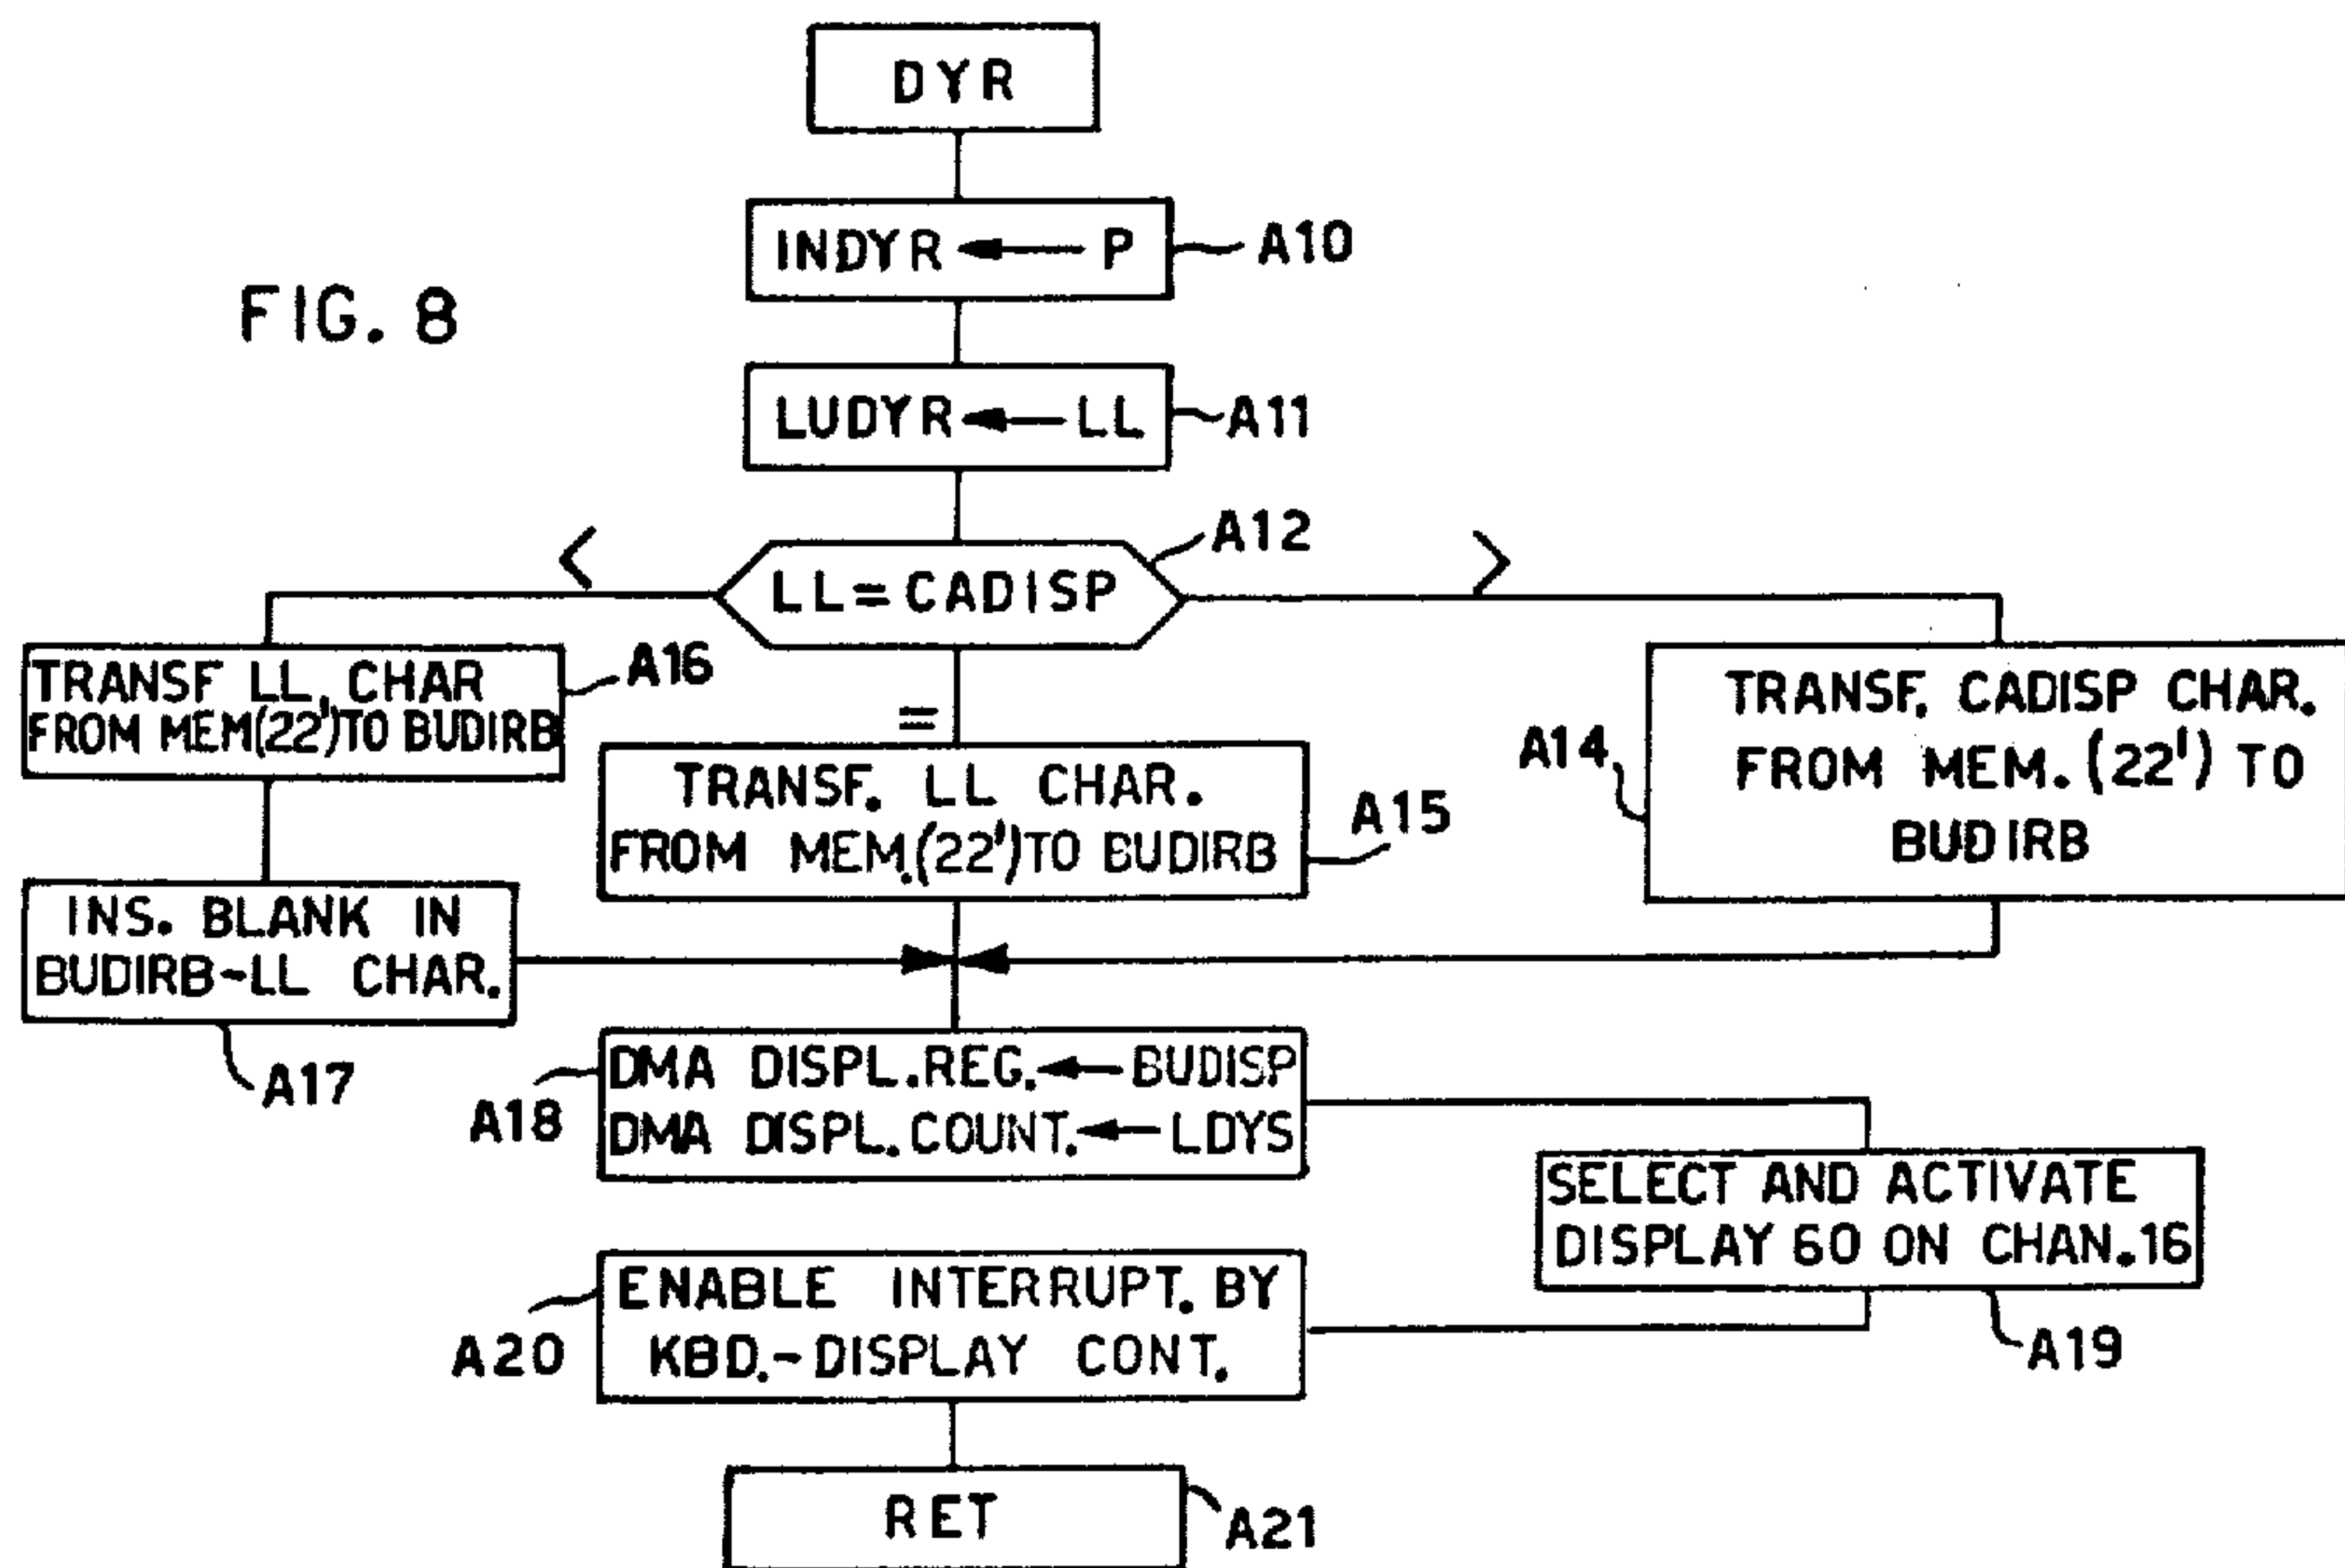 DYR
INDYR ← P
A10
FIG. 8
LUDYR ← LL
A11
A12
<
>
LL=CADISP
TRANSF LL, CHAR
FROM MEM(22')TO BUDIRB
A16
=
TRANSF. CADISP CHAR.
FROM MEM. (22') TO
BUDIRB
A14
TRANSF. LL CHAR.
FROM MEM.(22')TO BUDIRB
A15
INS. BLANK IN
BUDIRB-LL CHAR.
A17
DMA DISPL.REG.←BUDISP
DMA DISPL.COUNT.←LDYS
A18
SELECT AND ACTIVATE
DISPLAY 60 ON CHAN.16
A19
ENABLE INTERRUPT. BY
KBD.-DISPLAY CONT.
A20
RET
A21